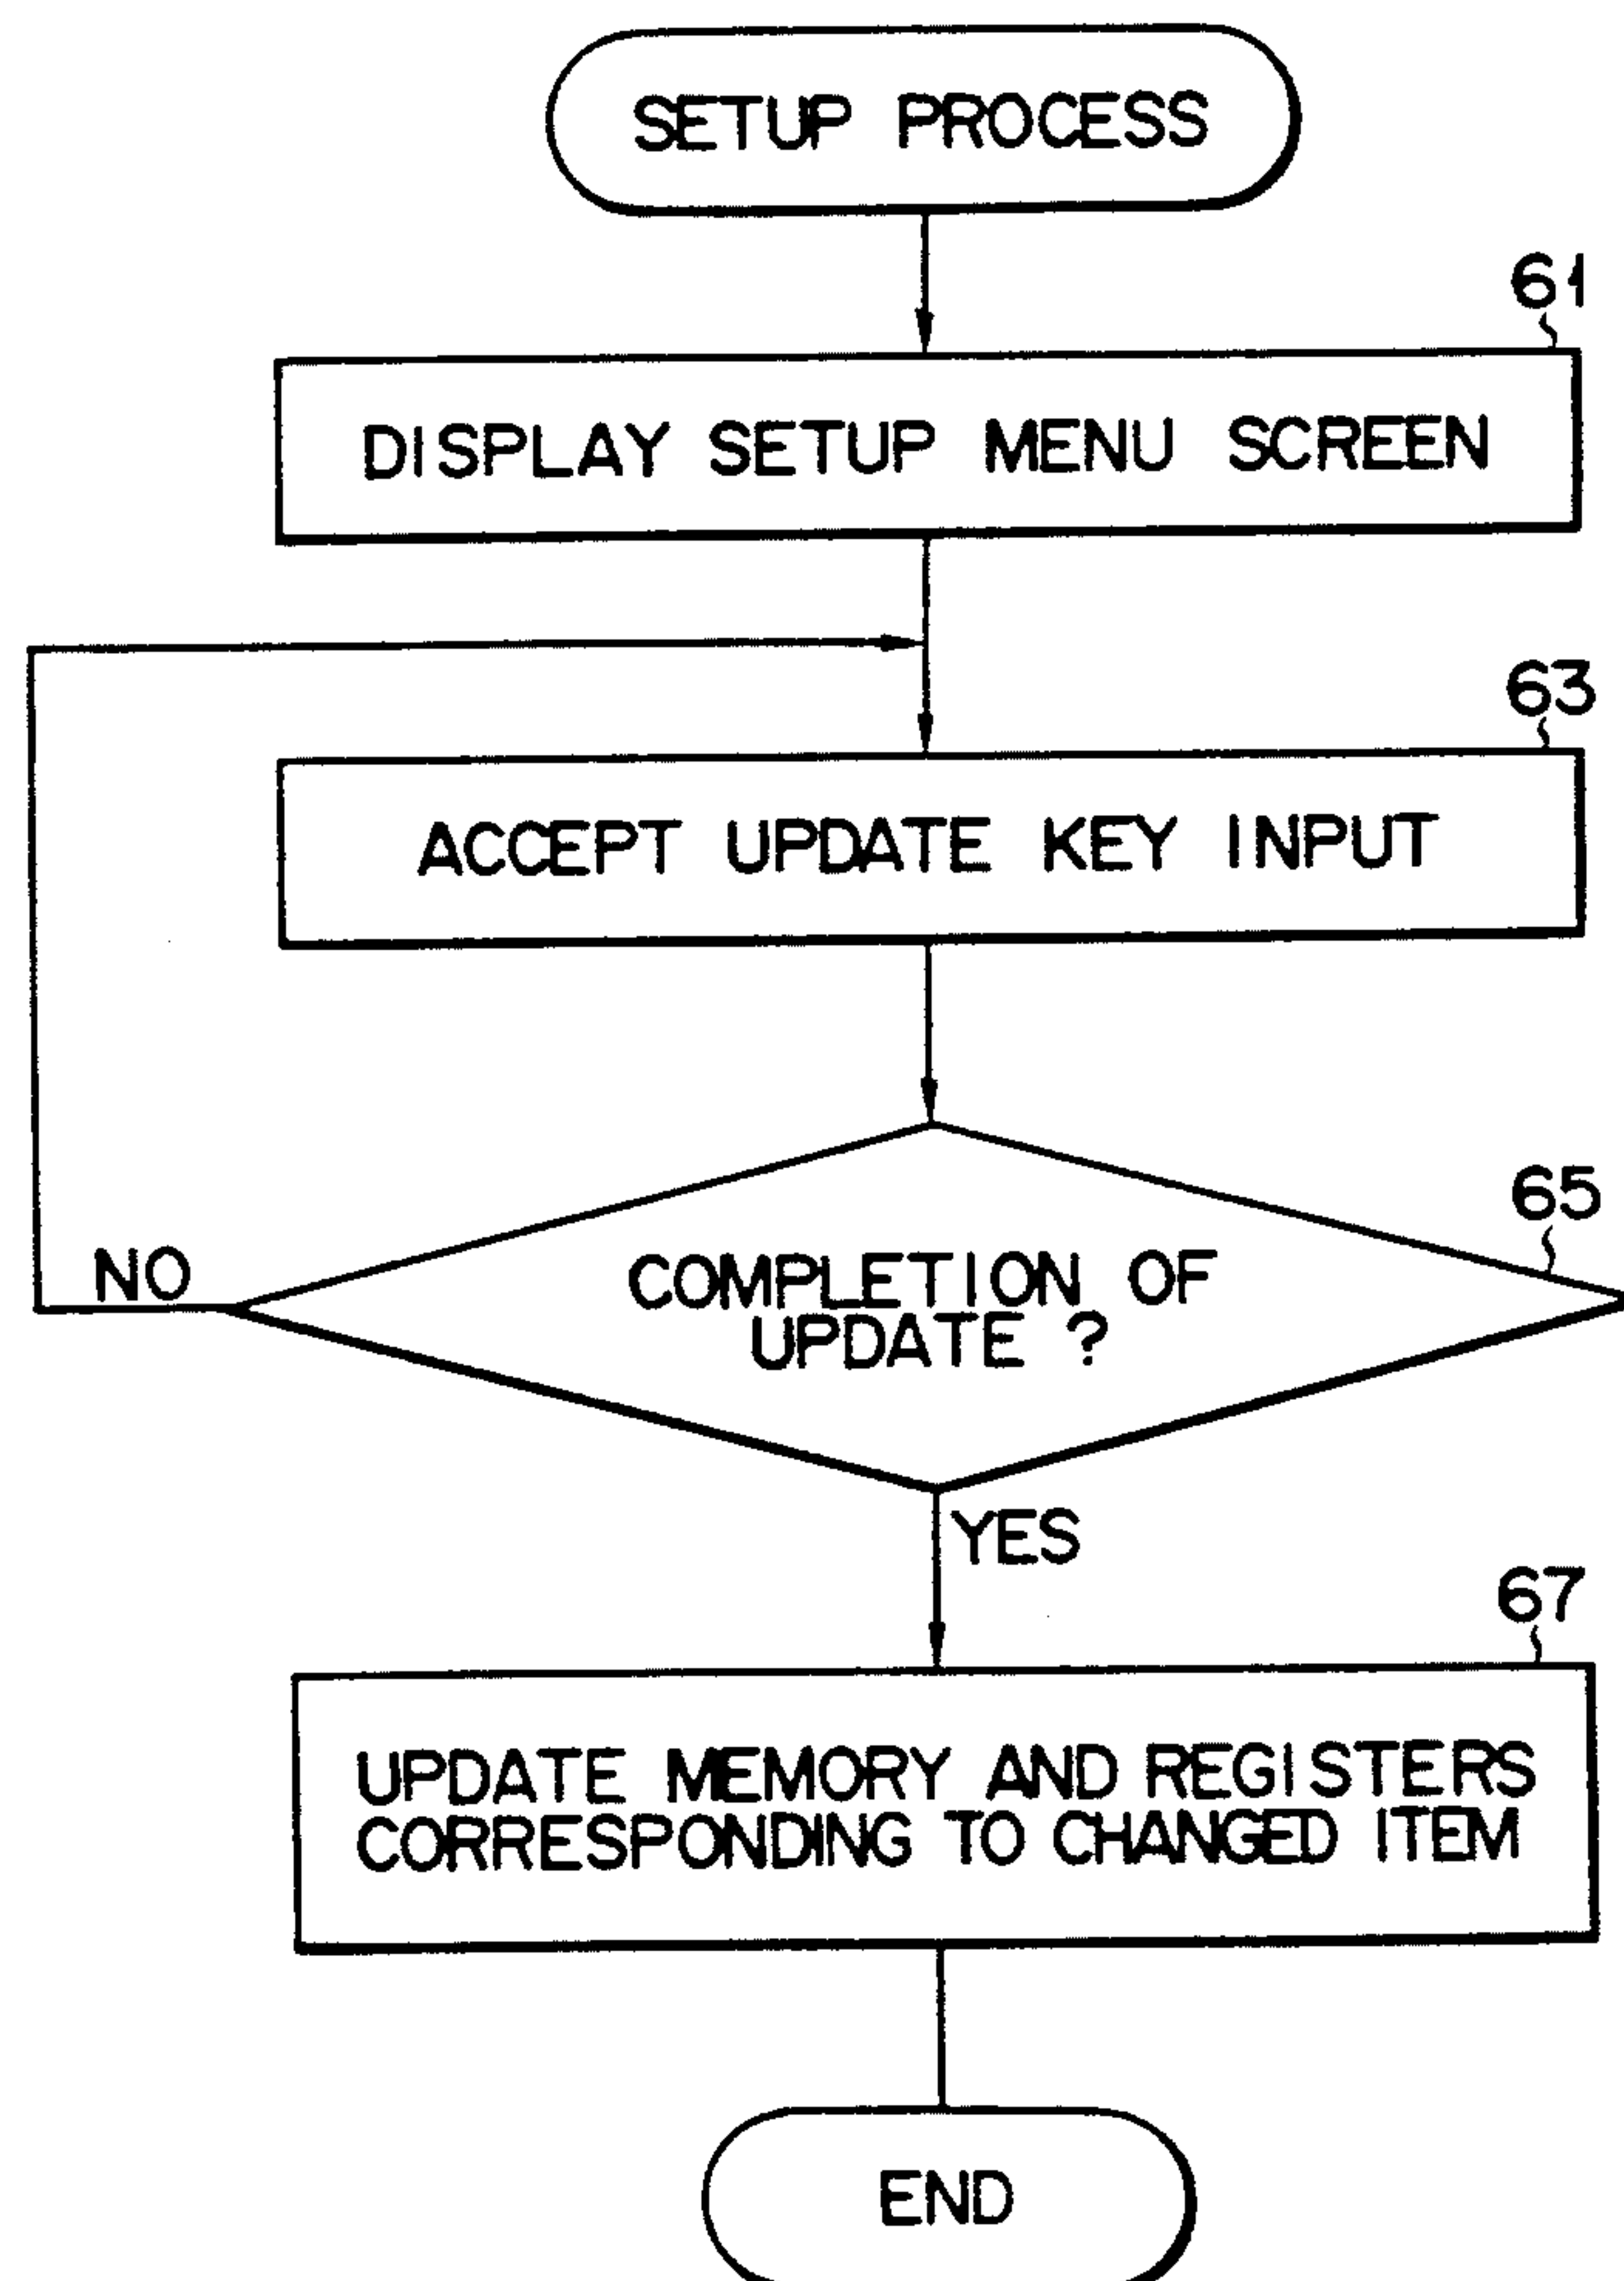 SETUP PROCESS
61
DISPLAY SETUP MENU SCREEN
63
ACCEPT UPDATE KEY INPUT
65
NO
COMPLETION OF
UPDATE ?
YES
67
UPDATE MEMORY AND REGISTERS
CORRESPONDING TO CHANGED ITEM
END